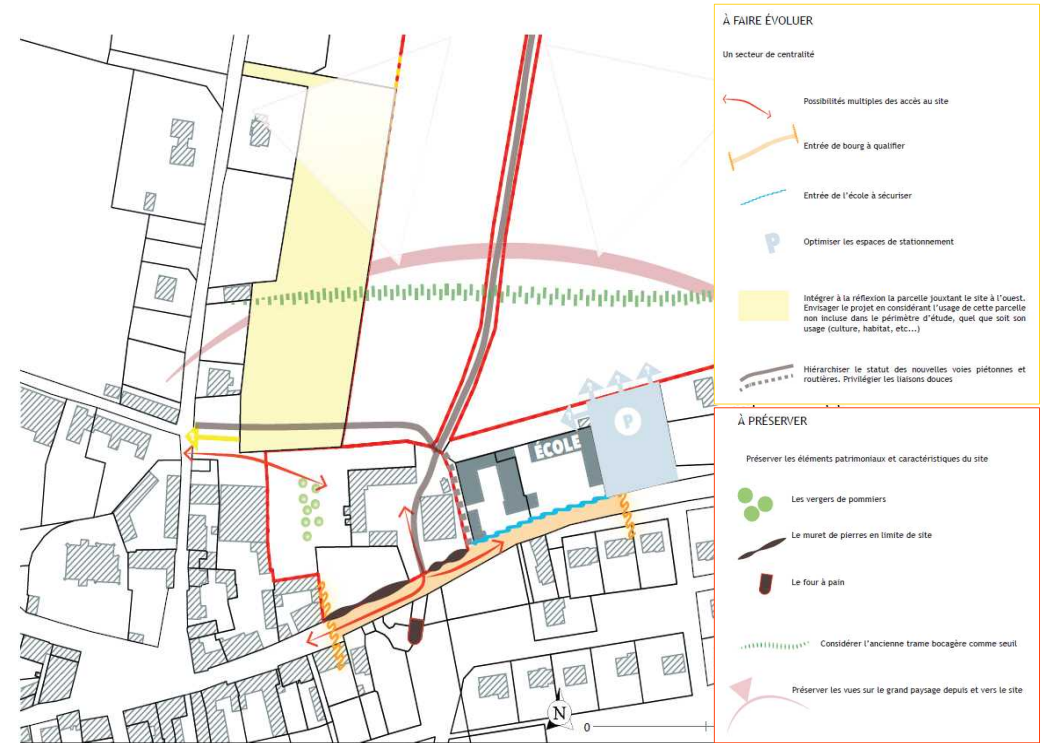 À FAIRE ÉVOLUER
Un secteur de centralité
Possibilités multiples des accès au site
Entrée de bourg à qualifier
Entrée de l'école à sécuriser
P
Optimiser les espaces de stationnement
Intégrer à la réflexion la parcelle jouxtant le site à l'ouest.
Envisager le projet en considérant l'usage de cette parcelle
non incluse dans le périmètre d'étude, quel que soit son
usage (culture, habitat, etc...)
Hiérarchiser le statut des nouvelles voies piétonnes et
routières. Privilégier les liaisons douces
À PRÉSERVER
Préserver les éléments patrimoniaux et caractéristiques du site
Les vergers de pommiers
Le muret de pierres en limite de site
Le four à pain
Considérer l'ancienne trame bocagère comme seuil
Préserver les vues sur le grand paysage depuis et vers le site
? ? ?
?
P
ÉCOLE
N
0